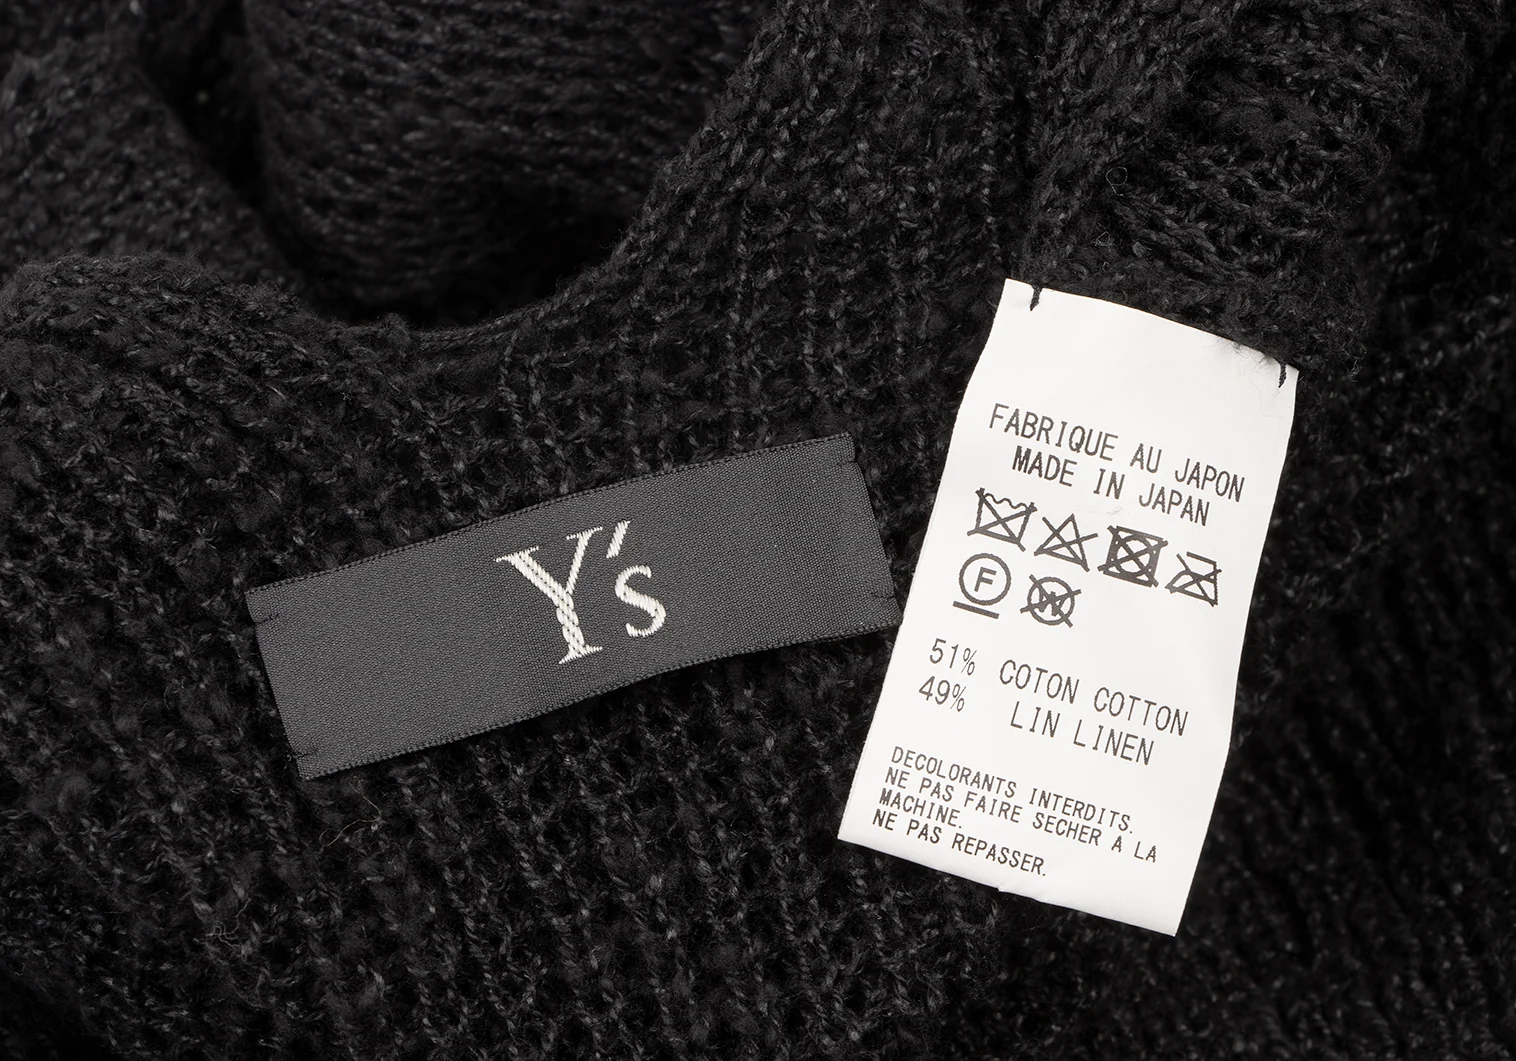 Y's
FABRIQUE AU JAPON
MADE IN JAPAN
F W
51% COTON COTTON
49% LIN LINEN
DECOLORANTS INTERDITS.
NE PAS FAIRE SECHER A LA
MACHINE.
NE PAS REPASSER.